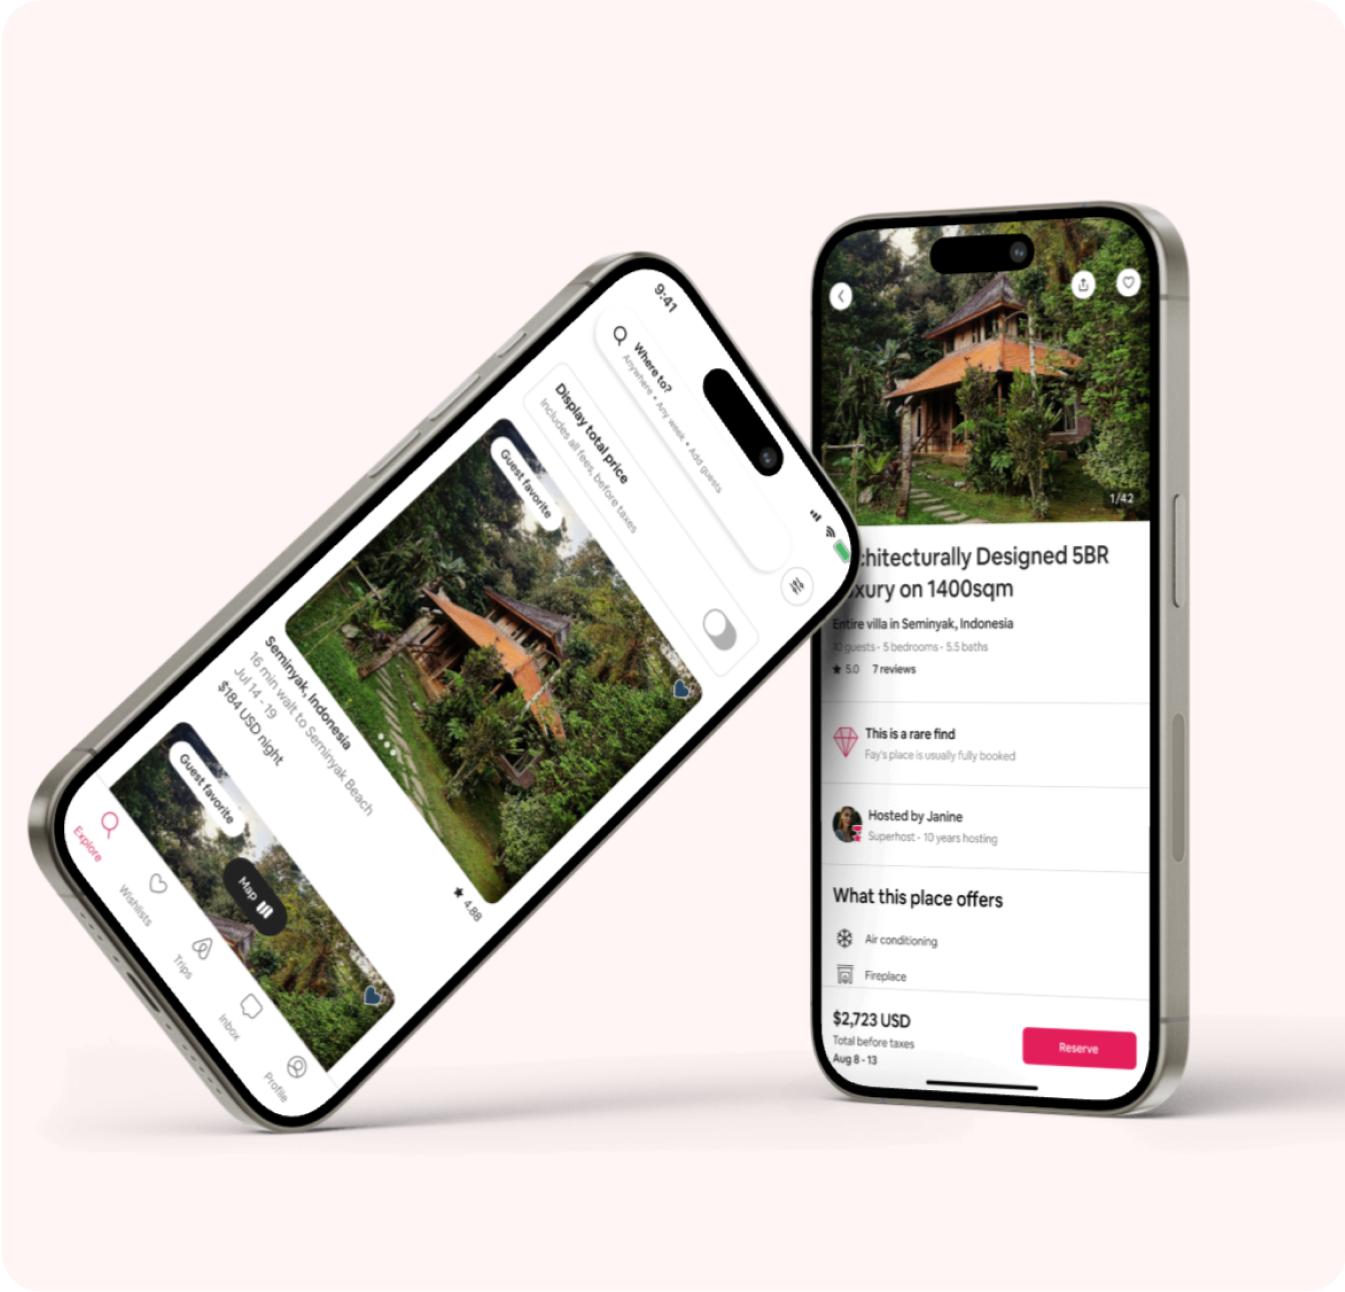 9:41
Where to?
Anywhere • Any week • Add guests
Display total price
Includes all fees, before taxes
Guest favorite
Seminyak, Indonesia
4.88
16 min walt to Seminyak Beach
Jul 14 - 19
$184 USD night
Guest favorite
Map
Explore
Wishlists
Trips
Inbox
Profile
1/42
chitecturally Designed 5BR
xury on 1400sqm
Entire villa in Seminyak, Indonesia
10 guests · 5 bedrooms · 5.5 baths
5.0 7 reviews
This is a rare find
Fay's place is usually fully booked
Hosted by Janine
Superhost · 10 years hosting
What this place offers
Air conditioning
Fireplace
$2,723 USD
Total before taxes
Aug 8 - 13
Reserve